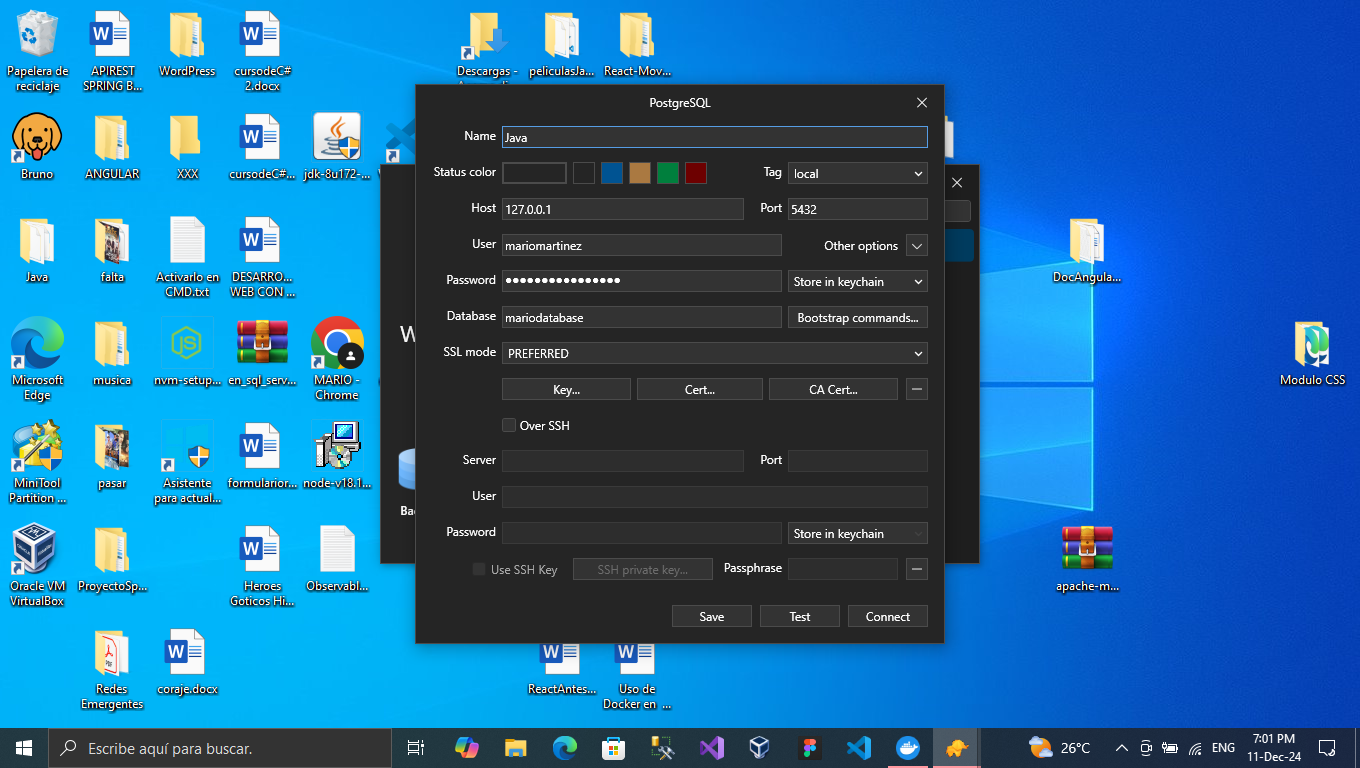 Papelera de
reciclaje
APIREST
SPRING B...
WordPress
cursodeC#
2.docx
Descargas -
peliculasJa...
React-Mov...
Bruno
ANGULAR
XXX
cursodeC#...
jdk-8u172-...
Java
falta
Activarlo en
CMD.txt
DESARRO...
WEB CON ...
Microsoft
Edge
musica
nvm-setup...
en_sql_serv...
MARIO -
Chrome
MiniTool
Partition ...
pasar
Asistente
para actual...
formularior...
node-v18.1...
Oracle VM
VirtualBox
ProyectoSp...
Heroes
Goticos Hi...
Observabl...
Redes
Emergentes
coraje.docx
ReactAntes...
Uso de
Docker en ...
DocAngula...
Modulo CSS
apache-m...
W
Bac
PostgreSQL
Name Java
Status color Tag local
Host 127.0.0.1 Port 5432
User mariomartinez Other options
Password ●●●●●●●●●●●●●●●● Store in keychain
Database mariodatabase Bootstrap commands...
SSL mode PREFERRED
Key... Cert... CA Cert...
Over SSH
Server Port
User
Password Store in keychain
Use SSH Key SSH private key... Passphrase
Save Test Connect
Escribe aquí para buscar.
26°C
ENG
7:01 PM
11-Dec-24